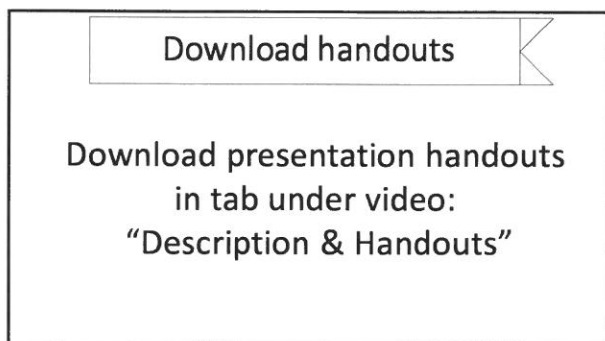 Download handouts
Download presentation handouts
in tab under video:
“Description & Handouts”